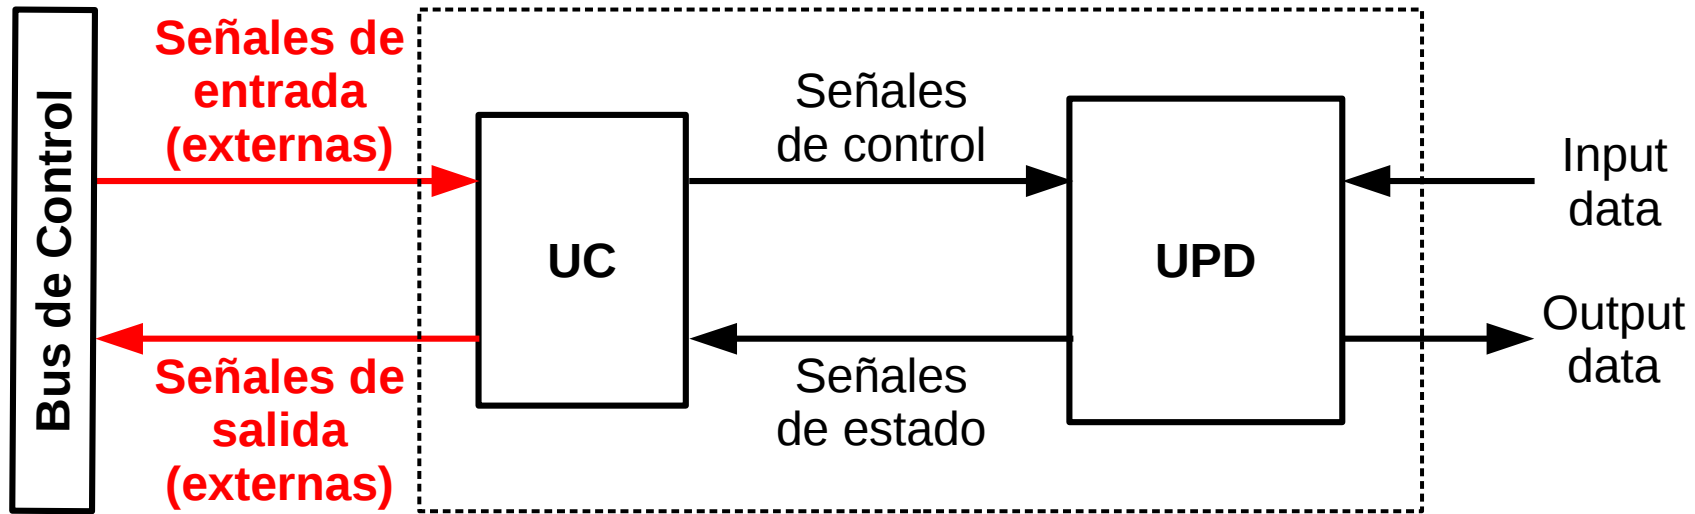 Bus de Control
Señales de
entrada
(externas)
Señales de
salida
(externas)
UC
Señales
de control
Señales
de estado
UPD
Input
data
Output
data